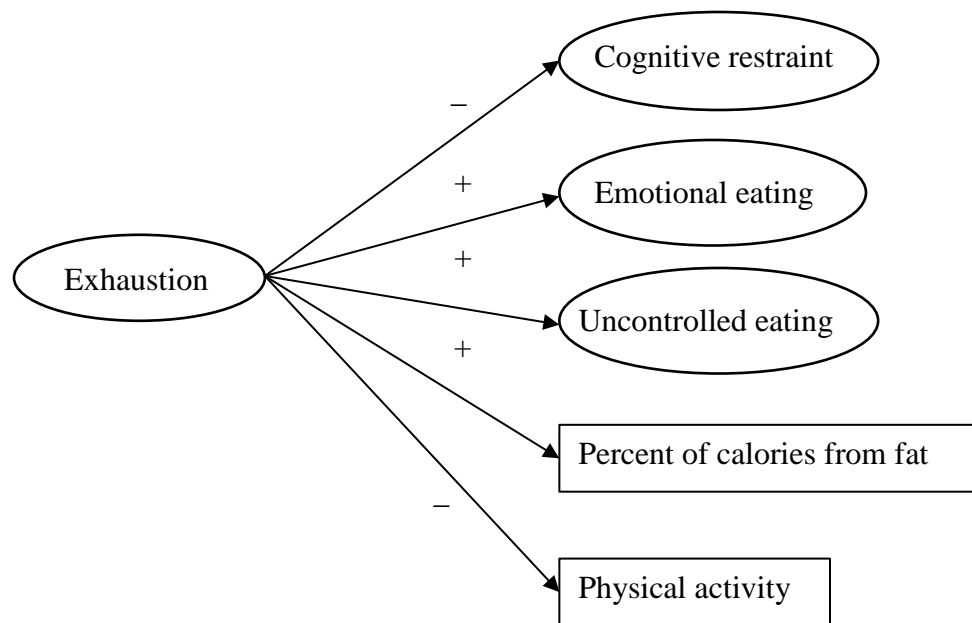 Cognitive restraint
−
+
Emotional eating
+
Exhaustion
Uncontrolled eating
+
Percent of calories from fat
−
Physical activity